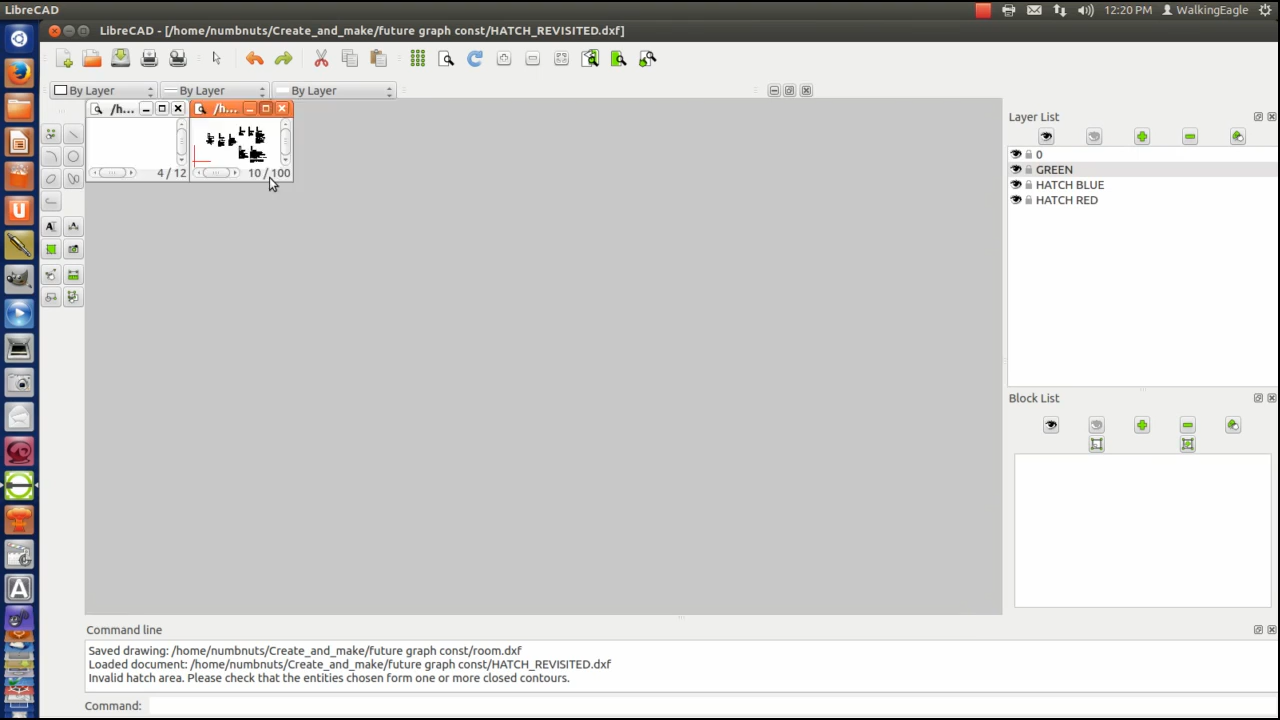 LibreCAD
12:20 PM
WalkingEagle
LibreCAD - [/home/numbnuts/Create_and_make/future graph const/HATCH_REVISITED.dxf]
By Layer
By Layer
By Layer
/h...
/h...
4 / 12
10 / 100
Layer List
0
GREEN
HATCH BLUE
HATCH RED
Block List
Command line
Saved drawing: /home/numbnuts/Create_and_make/future graph const/room.dxf
Loaded document: /home/numbnuts/Create_and_make/future graph const/HATCH_REVISITED.dxf
Invalid hatch area. Please check that the entities chosen form one or more closed contours.
Command: